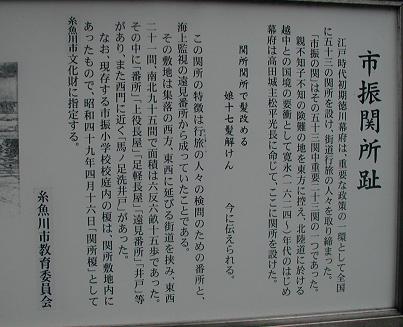 市振関所趾
江戸時代初期徳川幕府は、重要な政策の一環として全国
に五十三の関所を設け、街道行旅の人々を取り締まった。
「市振の関」はその五十三関中重要二十三関の一つであった。
親不知子不知の険難の地を東方に控え、北陸道に於ける
越中との国境の要衝として寛永(一六二四~)年代のはじめ
幕府は高田城主松平光長に命じて、ここに関所を設けた。
関所関所で髪改める
娘十七髪解けん 今に伝えられる。
この関所の特徴は行旅の人々の検問のための番所と、
海上監視の遠見番所から成っていたことである。
その敷地は集落の西方、東西に延びる街道を挟み、東西
二十一間、南北九十五間で面積は六反六畝十五歩であった。
その中に「番所」「上役長屋」「足軽長屋」「遠見番所」「井戸」等
があり、また西門に近く「馬ノ足洗井戸」があった。
なお、現存する市振小学校校庭内の榎は、関所敷地内に
あったもので、昭和四十九年四月十六日「関所榎」として
糸魚川市文化財に指定する。
糸魚川市教育委員会